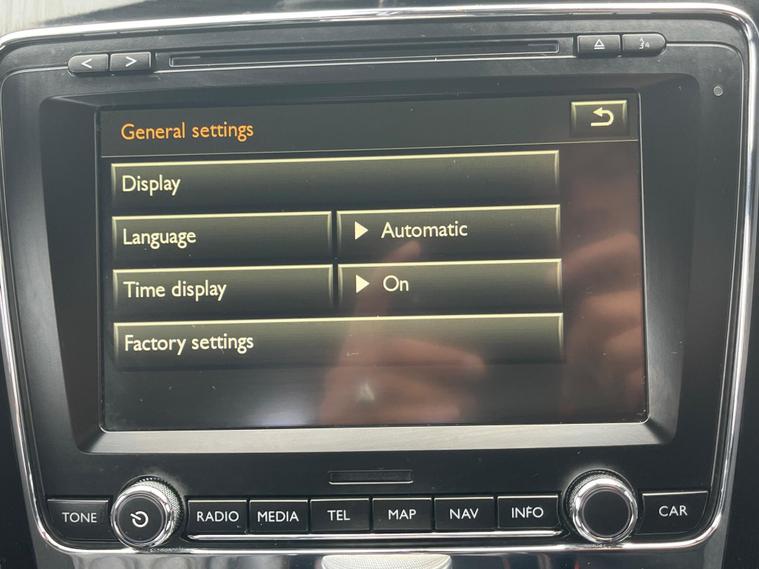 General settings
Display
Language
Automatic
Time display
On
Factory settings
TONE
RADIO
MEDIA
TEL
MAP
NAV
INFO
CAR